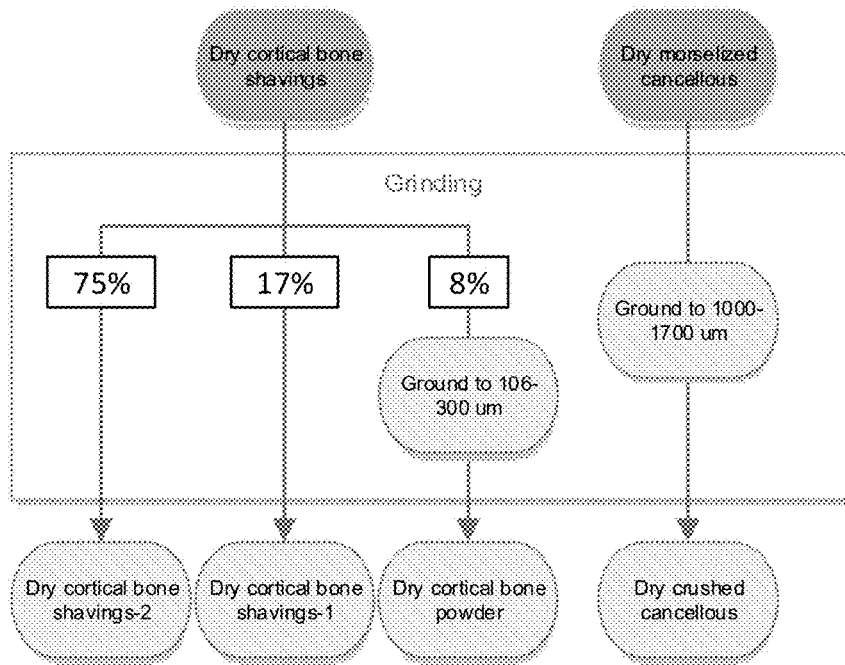 Dry cortical bone
shavings
Dry morselized
cancellous
Grinding
75%
17%
8%
Ground to 1000-
1700 um
Ground to 106-
300 um
Dry cortical bone
shavings-2
Dry cortical bone
shavings-1
Dry cortical bone
powder
Dry crushed
cancellous